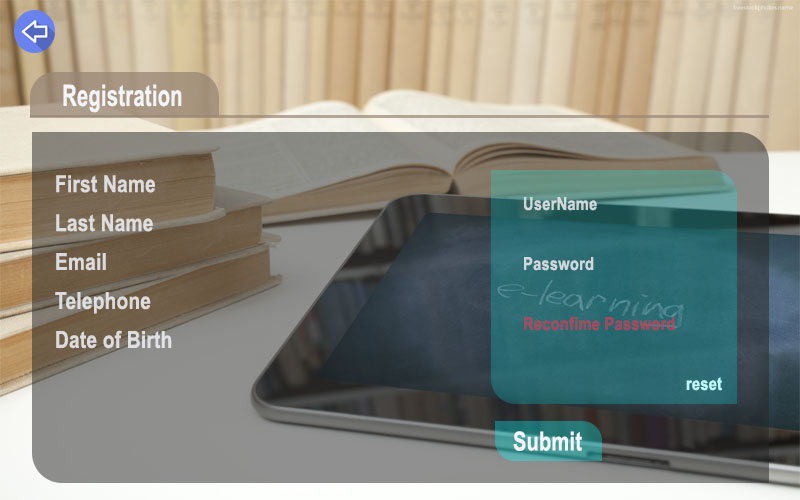 Registration
First Name
Last Name
Email
Telephone
Date of Birth
UserName
Password
e-learning
Reconfime Password
reset
Submit